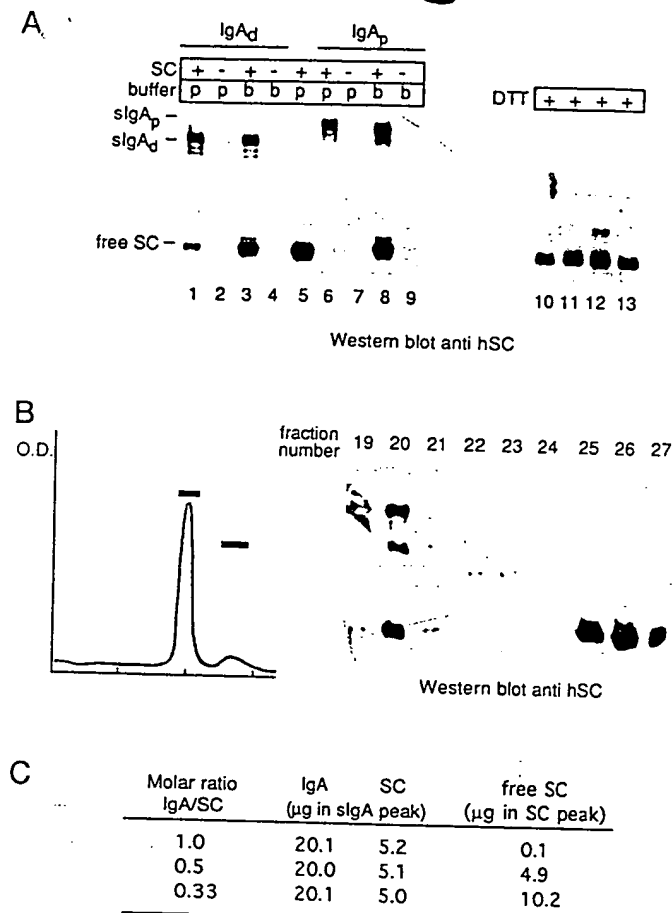 A
IgAd IgAp
SC + - + - + + - + -
buffer p p b b p p p b b
sIgAp
sIgAd
free SC
1 2 3 4 5 6 7 8 9
DTT + + + +
10 11 12 13
Western blot anti hSC
B
O.D.
fraction number 19 20 21 22 23 24 25 26 27
Western blot anti hSC
C
Molar ratio IgA SC free SC
IgA/SC (µg in sIgA peak) (µg in SC peak)
1.0 20.1 5.2 0.1
0.5 20.0 5.1 4.9
0.33 20.1 5.0 10.2